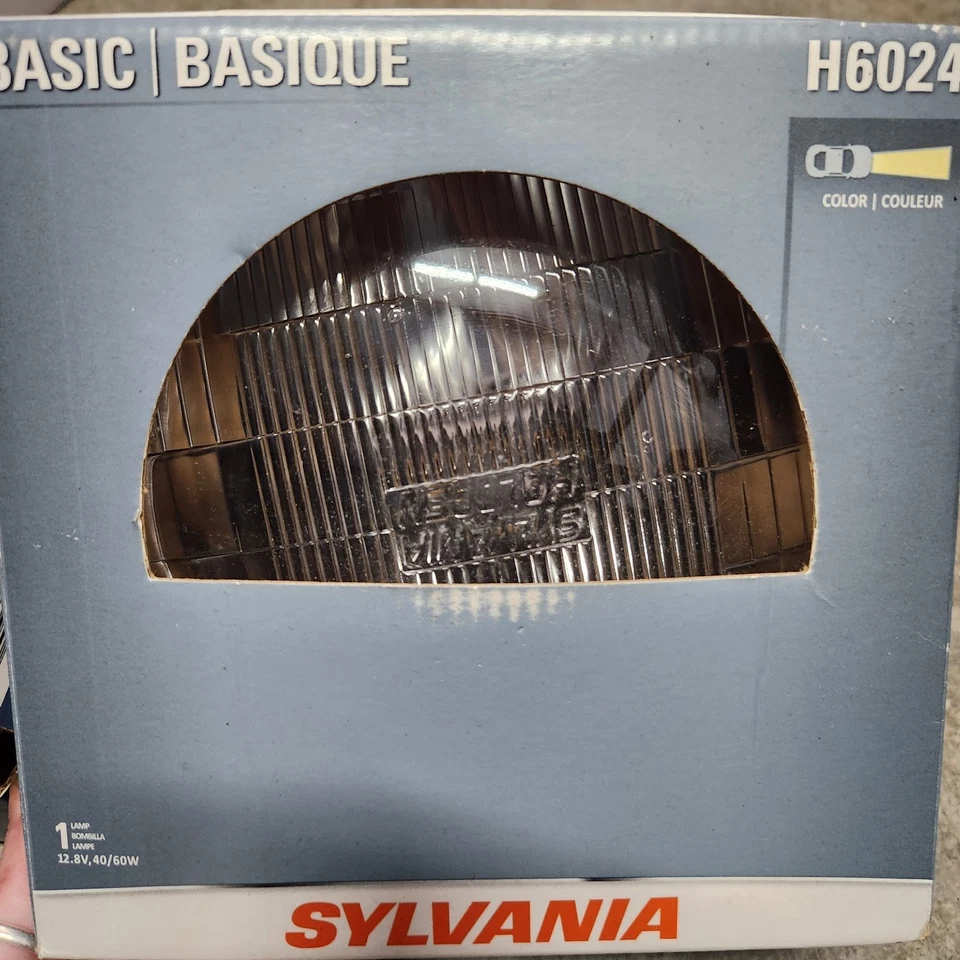 BASIC | BASIQUE
H6024
COLOR | COULEUR
1 LAMP
BOMBILLA
LAMPE
12.8V, 40/60W
SYLVANIA